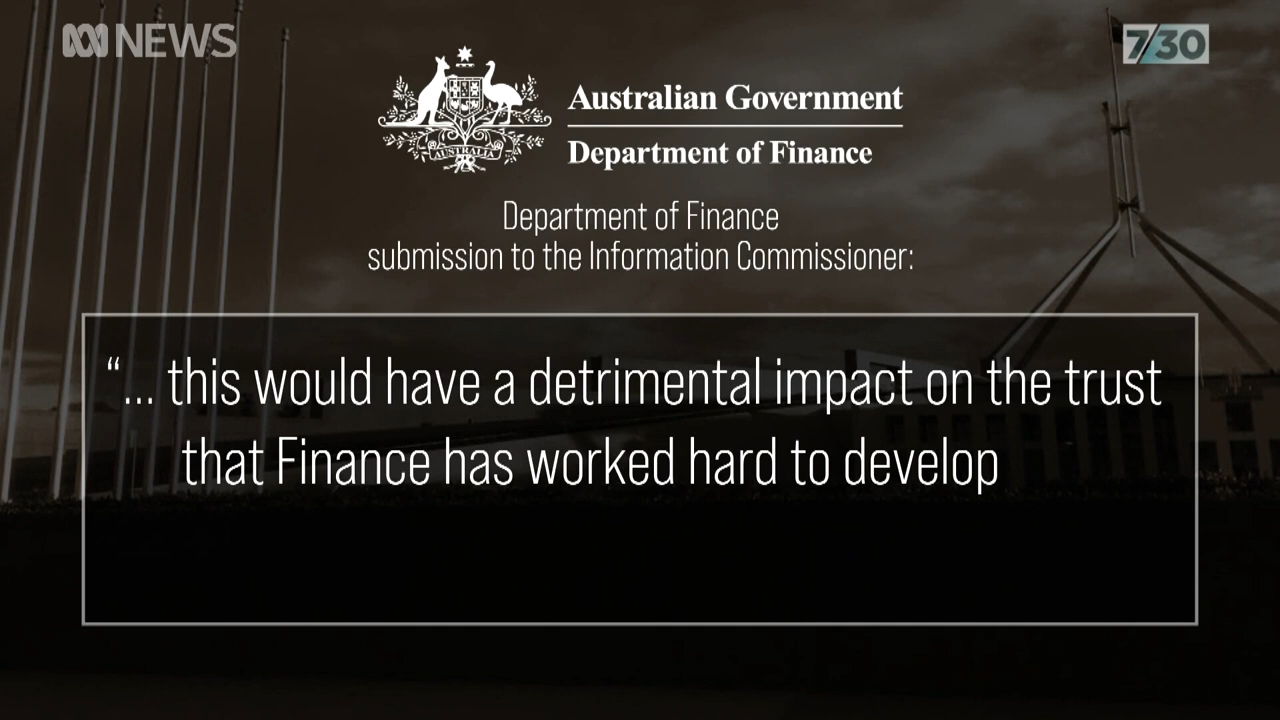 NEWS
7/30
Australian Government
Department of Finance
AUSTRALIA
Department of Finance
submission to the Information Commissioner:
“... this would have a detrimental impact on the trust
that Finance has worked hard to develop